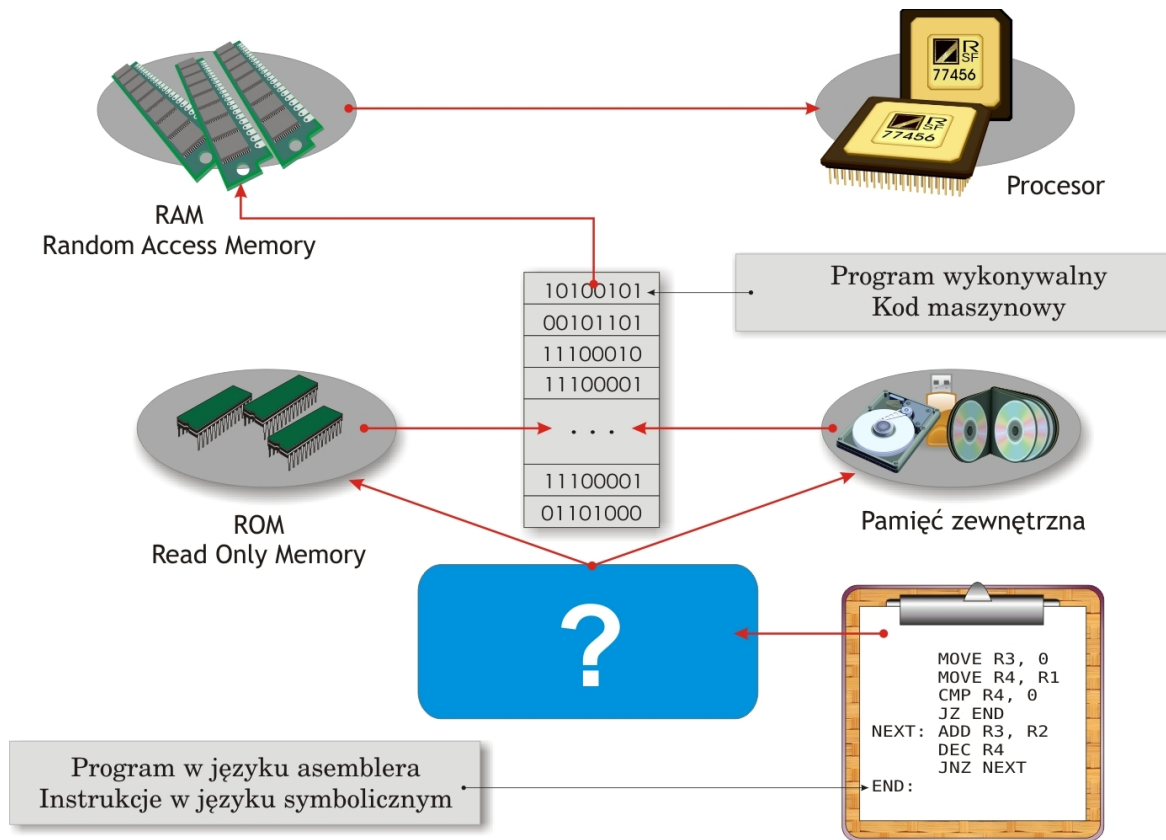 R
SF
77456
R
SF
77456
Procesor
RAM
Random Access Memory
Program wykonywalny
Kod maszynowy
10100101
00101101
11100010
11100001
. . .
11100001
01101000
ROM
Read Only Memory
Pamięć zewnętrzna
?
MOVE R3, 0
MOVE R4, R1
CMP R4, 0
JZ END
NEXT: ADD R3, R2
DEC R4
JNZ NEXT
END:
Program w języku asemblera
Instrukcje w języku symbolicznym